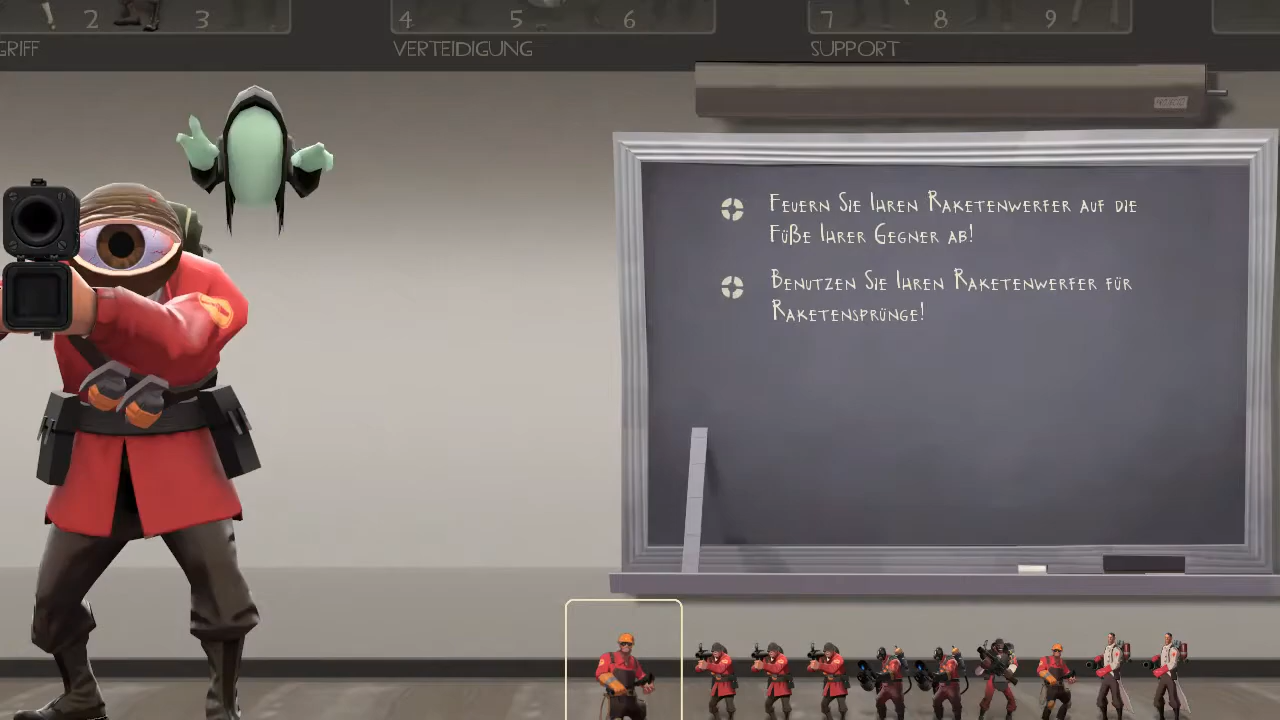 2 3 4 5 6 7 8 9
GRIFF VERTEIDIGUNG SUPPORT
Feuern Sie Ihren Raketenwerfer auf die
Füße Ihrer Gegner ab!
Benutzen Sie Ihren Raketenwerfer für
Raketensprünge!